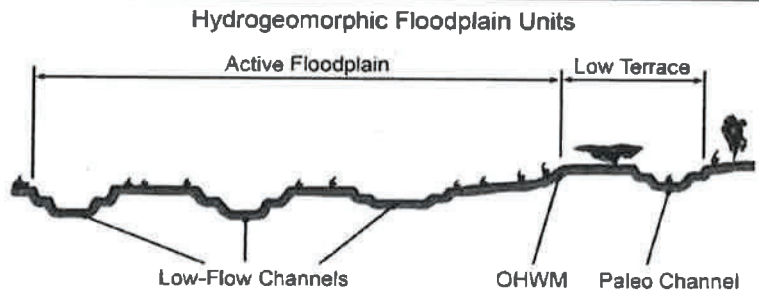 Hydrogeomorphic Floodplain Units
Active Floodplain
Low Terrace
Low-Flow Channels
OHWM
Paleo Channel